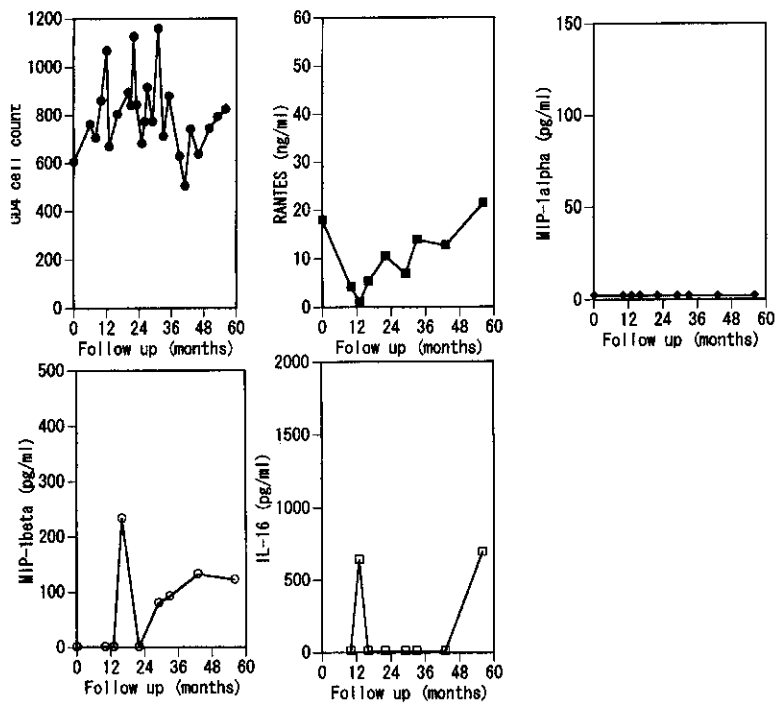 CD4 cell count
1200
1000
800
600
400
200
0
0 12 24 36 48 60
Follow up (months)
RANTES (ng/ml)
60
50
40
30
20
10
0
0 12 24 36 48 60
Folow up (months)
MIP-1alpha (pg/ml)
150
100
50
0
0 12 24 36 48 60
Follow up (months)
MIP-1beta (pg/ml)
500
400
300
200
100
0
0 12 24 36 48 60
Follow up (months)
IL-16 (pg/ml)
2000
1500
1000
500
0
0 12 24 36 48 60
Follow up (months)